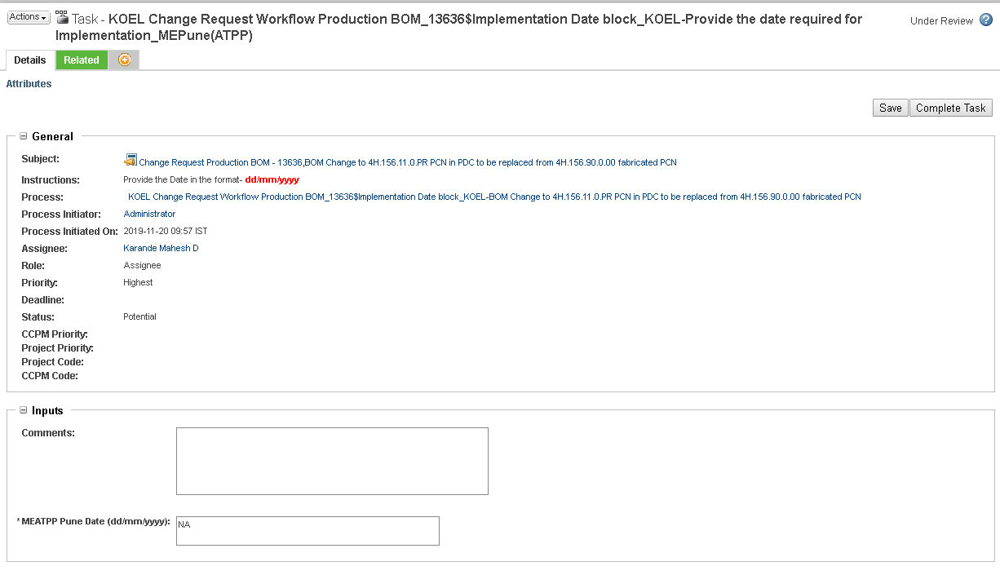 Actions
Task - KOEL Change Request Workflow Production BOM_13636$Implementation Date block_KOEL-Provide the date required for
Implementation_MEPune(ATPP)
Under Review
Details
Related
Attributes
Save
Complete Task
General
Subject: Change Request Production BOM - 13636,BOM Change to 4H.156.11.0.PR PCN in PDC to be replaced from 4H.156.90.0.00 fabricated PCN
Instructions: Provide the Date in the format- dd/mm/yyyy
Process: KOEL Change Request Workflow Production BOM_13636$Implementation Date block_KOEL-BOM Change to 4H.156.11.0.PR PCN in PDC to be replaced from 4H.156.90.0.00 fabricated PCN
Process Initiator: Administrator
Process Initiated On: 2019-11-20 09:57 IST
Assignee: Karande Mahesh D
Role: Assignee
Priority: Highest
Deadline:
Status: Potential
CCPM Priority:
Project Priority:
Project Code:
CCPM Code:
Inputs
Comments:
*MEATPP Pune Date (dd/mm/yyyy): NA